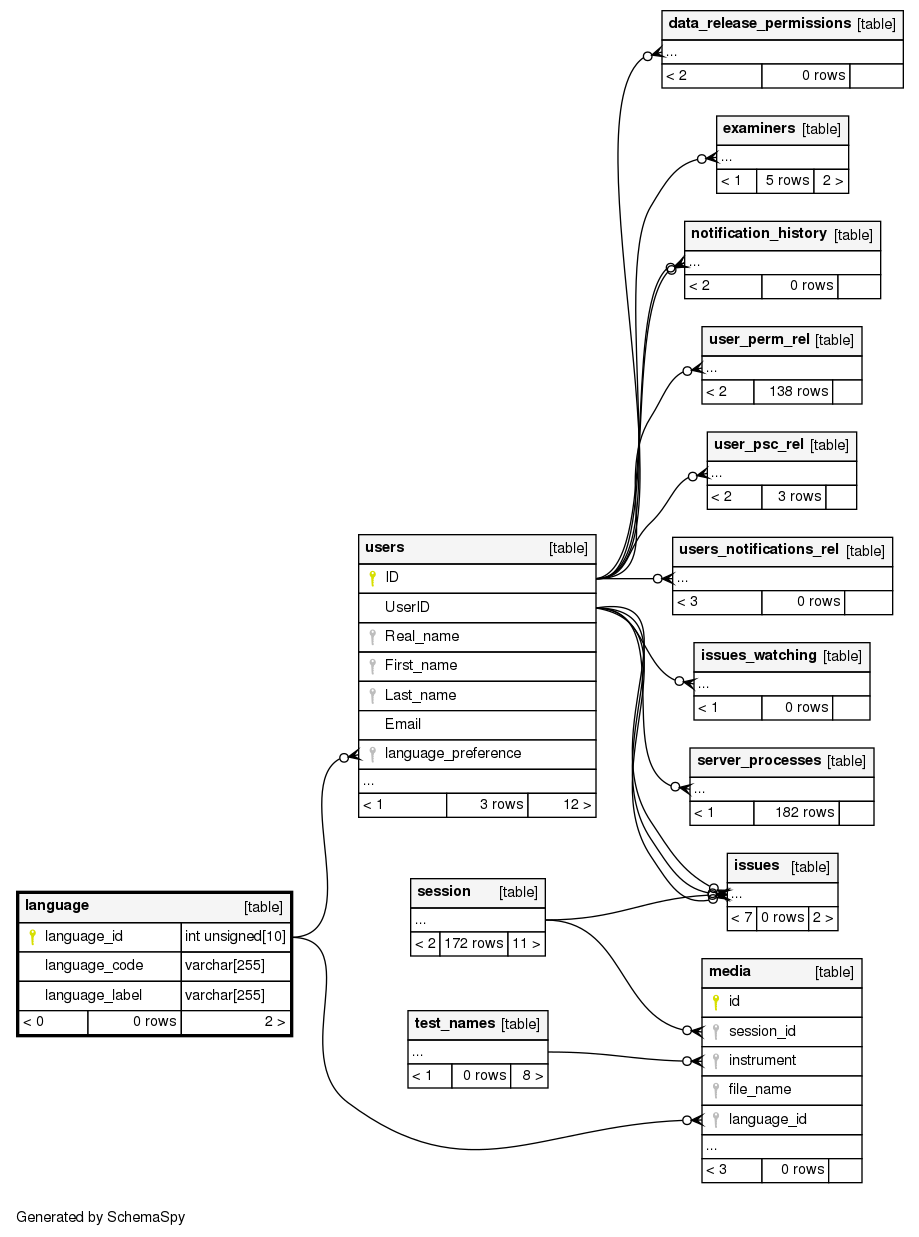 data_release_permissions [table]
...
< 2 0 rows
examiners [table]
...
< 1 5 rows 2 >
notification_history [table]
...
< 2 0 rows
user_perm_rel [table]
...
< 2 138 rows
user_psc_rel [table]
...
< 2 3 rows
users [table]
ID
UserID
Real_name
First_name
Last_name
Email
language_preference
...
< 1 3 rows 12 >
users_notifications_rel [table]
...
< 3 0 rows
issues_watching [table]
...
< 1 0 rows
server_processes [table]
...
< 1 182 rows
issues [table]
...
< 7 0 rows 2 >
language [table]
language_id int unsigned[10]
language_code varchar[255]
language_label varchar[255]
< 0 0 rows 2 >
session [table]
...
< 2 172 rows 11 >
test_names [table]
...
< 1 0 rows 8 >
media [table]
id
session_id
instrument
file_name
language_id
...
< 3 0 rows
Generated by SchemaSpy